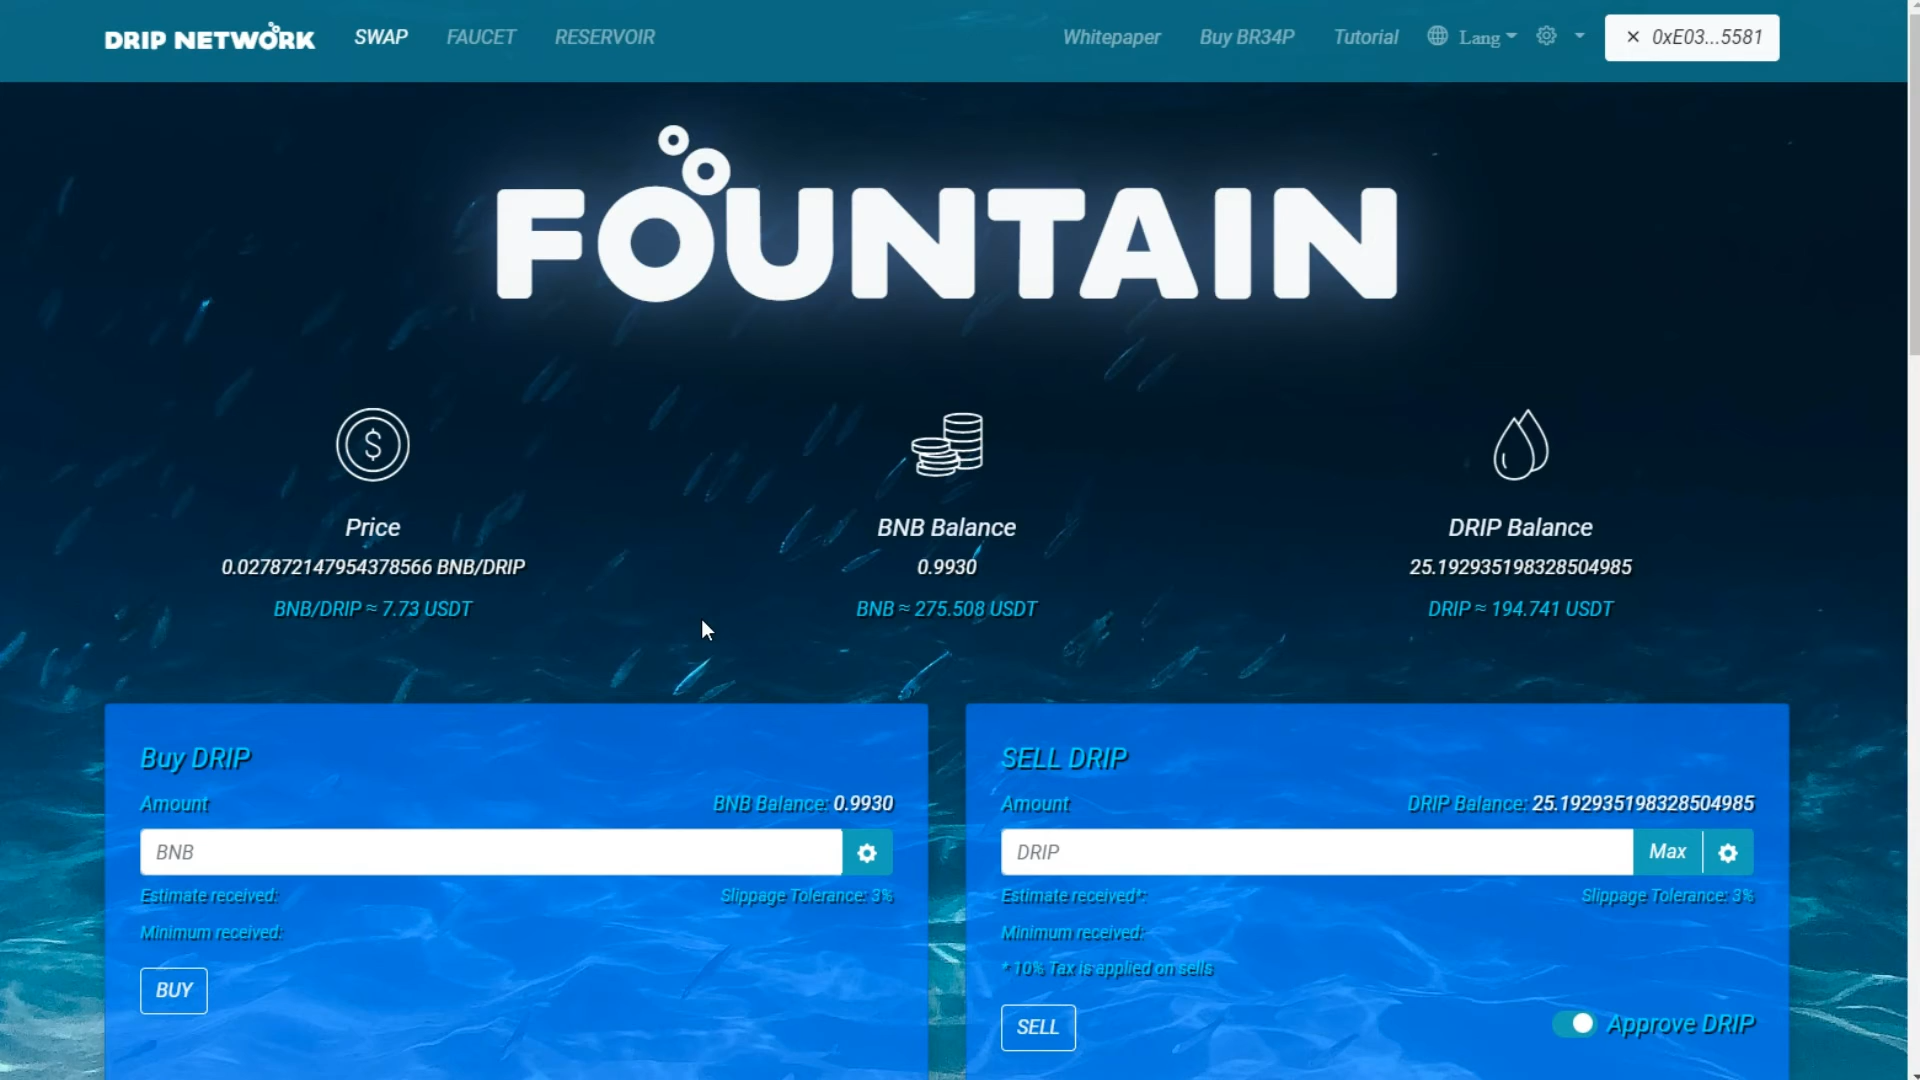 DRIP NETWORK SWAP FAUCET RESERVOIR Whitepaper Buy BR34P Tutorial Lang × 0xE03...5581
FOUNTAIN
$
Price BNB Balance DRIP Balance
0.027872147954378566 BNB/DRIP 0.9930 25.192935198328504985
BNB/DRIP ≈ 7.73 USDT BNB ≈ 275.508 USDT DRIP ≈ 194.741 USDT
Buy DRIP
Amount BNB Balance: 0.9930
BNB
Estimate received: Slippage Tolerance: 3%
Minimum received:
BUY
SELL DRIP
Amount DRIP Balance: 25.192935198328504985
DRIP Max
Estimate received*: Slippage Tolerance: 3%
Minimum received:
* 10% Tax is applied on sells
SELL Approve DRIP